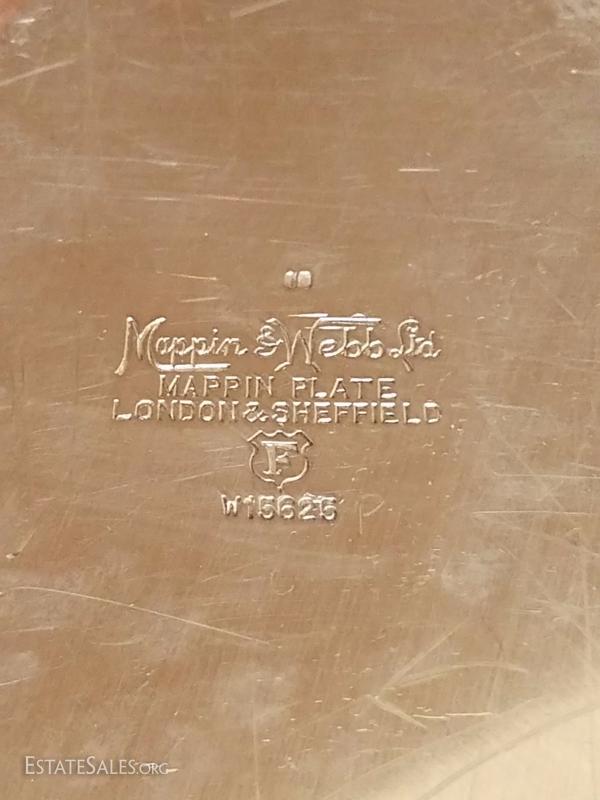 Mappin & Webb Ltd
MAPPIN PLATE
LONDON & SHEFFIELD
F
W15625 P
ESTATESALES.ORG